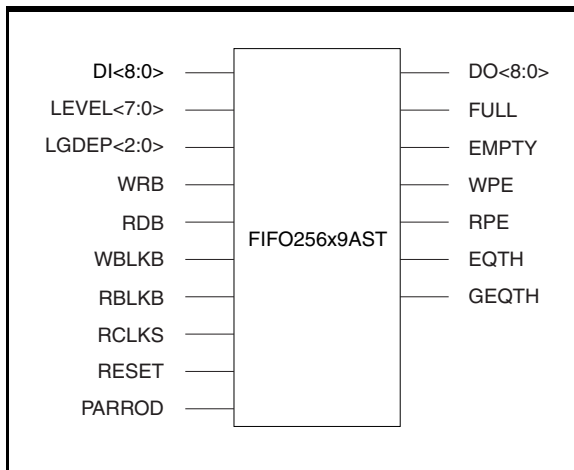 DI<8:0>
LEVEL<7:0>
LGDEP<2:0>
WRB
RDB
WBLKB
RBLKB
RCLKS
RESET
PARROD
FIFO256x9AST
DO<8:0>
FULL
EMPTY
WPE
RPE
EQTH
GEQTH